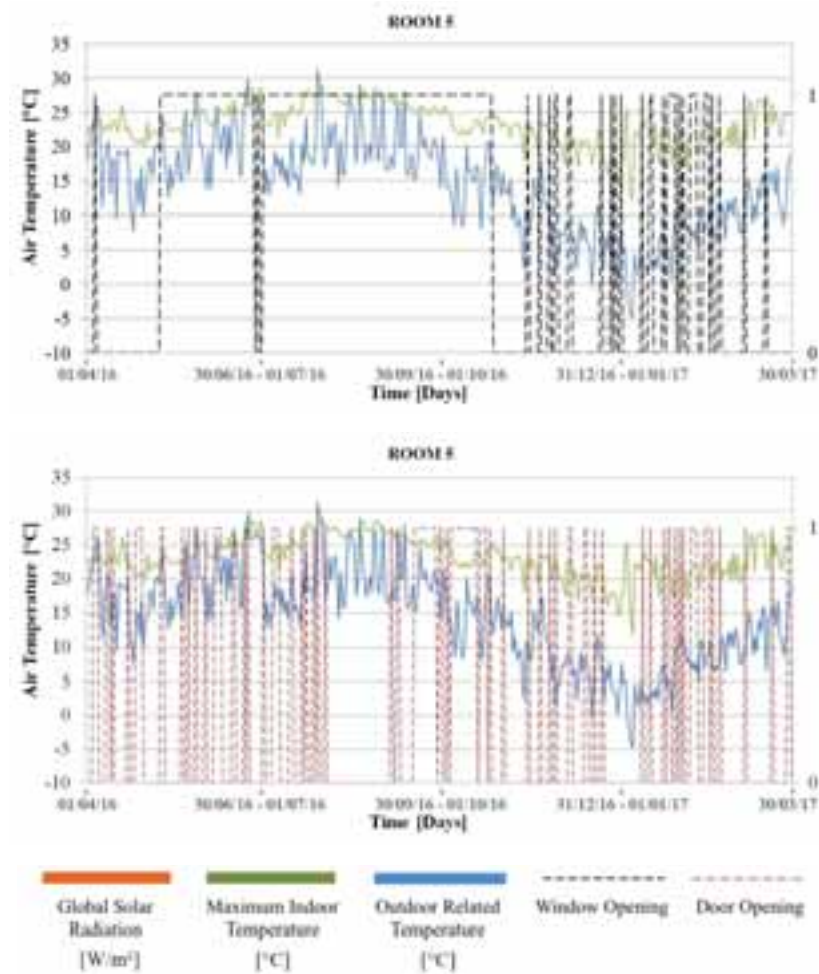 ROOM 5
35
30
25
20
15
10
5
0
-5
-10
Air Temperature [°C]
1
0
01/04/16
30/06/16 - 01/07/16
30/09/16 - 01/10/16
31/12/16 - 01/01/17
30/03/17
Time [Days]
ROOM 5
35
30
25
20
15
10
5
0
-5
-10
Air Temperature [°C]
1
0
01/04/16
30/06/16 - 01/07/16
30/09/16 - 01/10/16
31/12/16 - 01/01/17
30/03/17
Time [Days]
Global Solar
Radiation
[W/m²]
Maximum Indoor
Temperature
[°C]
Outdoor Related
Temperature
[°C]
Window Opening
Door Opening